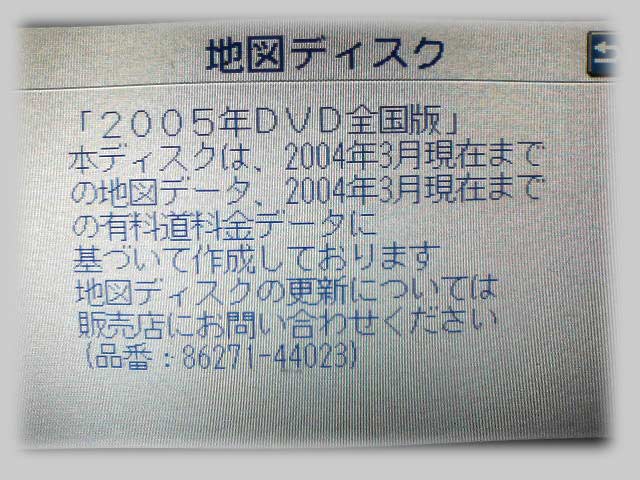 地図ディスク
「２００５年ＤＶＤ全国版」
本ディスクは、2004年3月現在まで
の地図データ、2004年3月現在まで
の有料道料金データに
基づいて作成しております
地図ディスクの更新については
販売店にお問い合わせください
(品番：86271-44023)